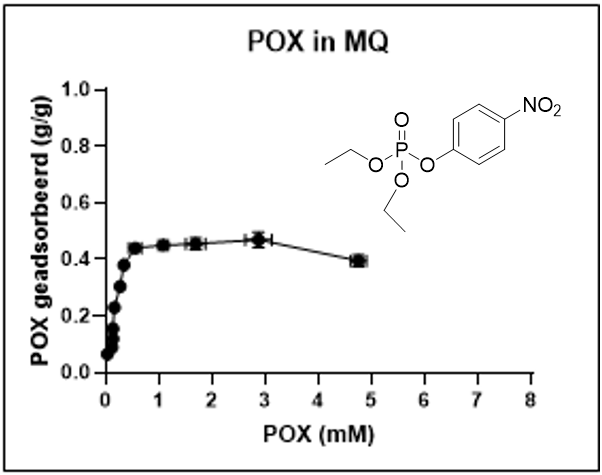 POX in MQ
1.0
0.8
0.6
0.4
0.2
0.0
POX geadsorbeerd (g/g)
0 1 2 3 4 5 6 7 8
POX (mM)
NO₂
O
P
O
O
O